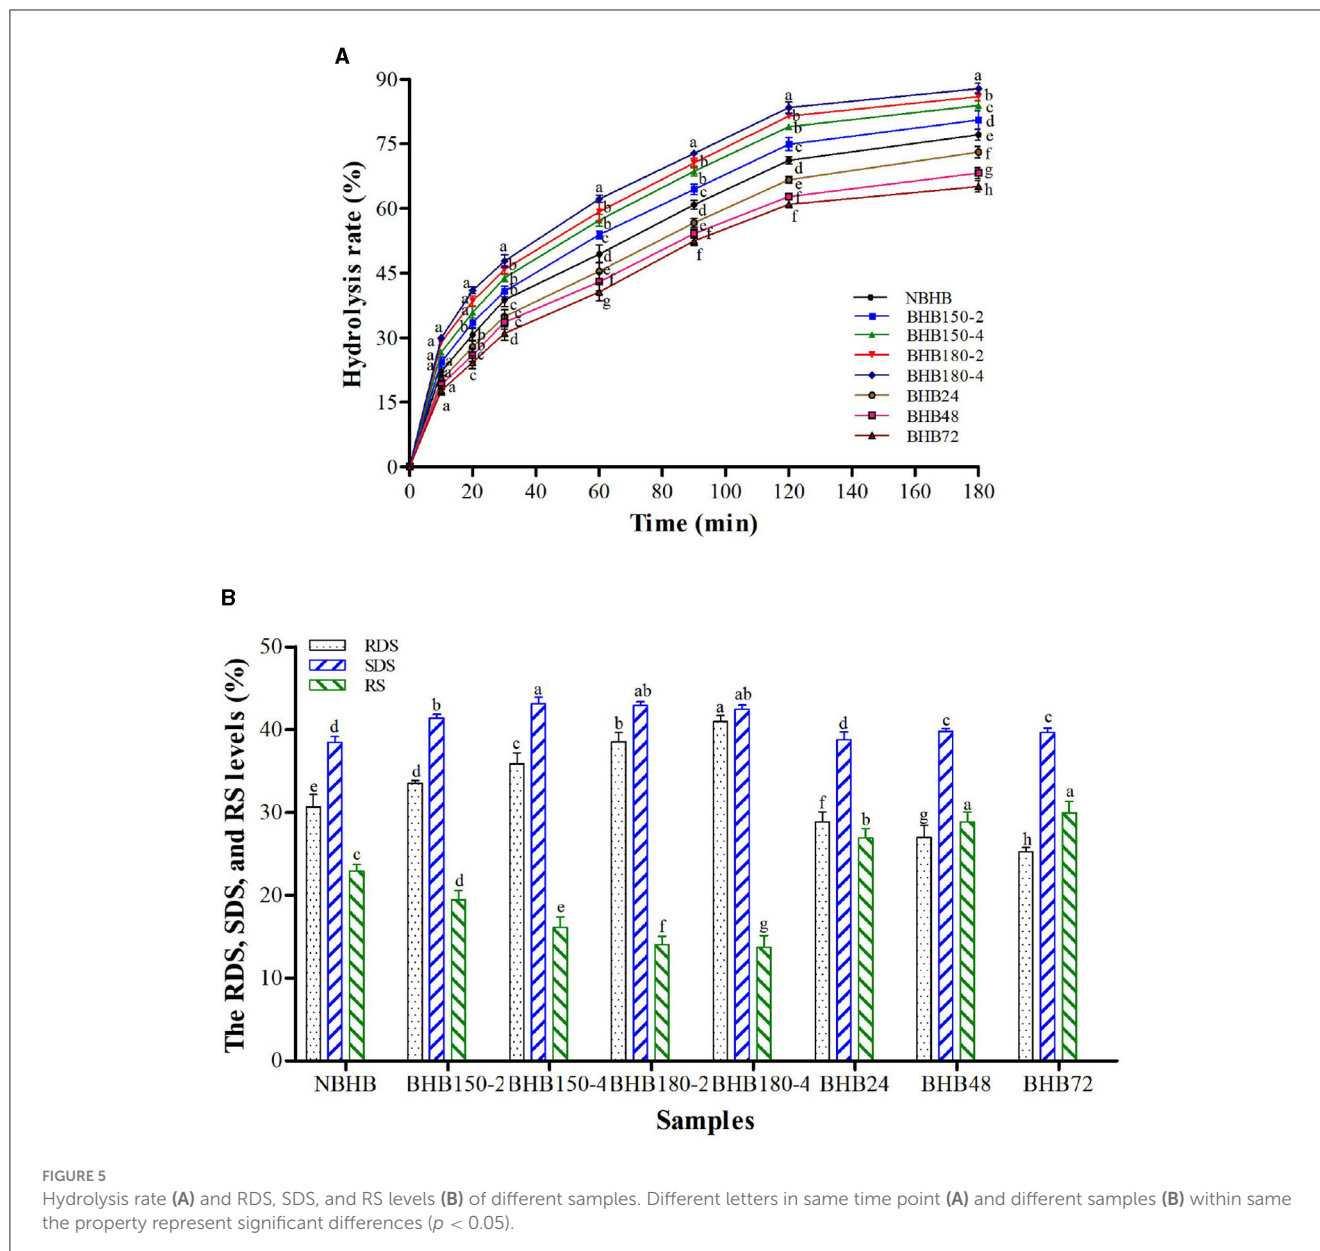 A
90
75
60
45
30
15
0
Hydrolysis rate (%)
a a a a a a a
b b b b b b
b b b b b c
c c c d
d d e
e e f
f f g
g f f h
0 20 40 60 80 100 120 140 160 180
Time (min)
NBHB
BHB150-2
BHB150-4
BHB180-2
BHB180-4
BHB24
BHB48
BHB72
B
50
40
30
20
10
0
The RDS, SDS, and RS levels (%)
RDS
SDS
RS
e d c
d b d
c a e
b ab f
a ab g
f d b
g c a
h c a
NBHB BHB150-2 BHB150-4 BHB180-2 BHB180-4 BHB24 BHB48 BHB72
Samples
FIGURE 5
Hydrolysis rate (A) and RDS, SDS, and RS levels (B) of different samples. Different letters in same time point (A) and different samples (B) within same
the property represent significant differences (p < 0.05).